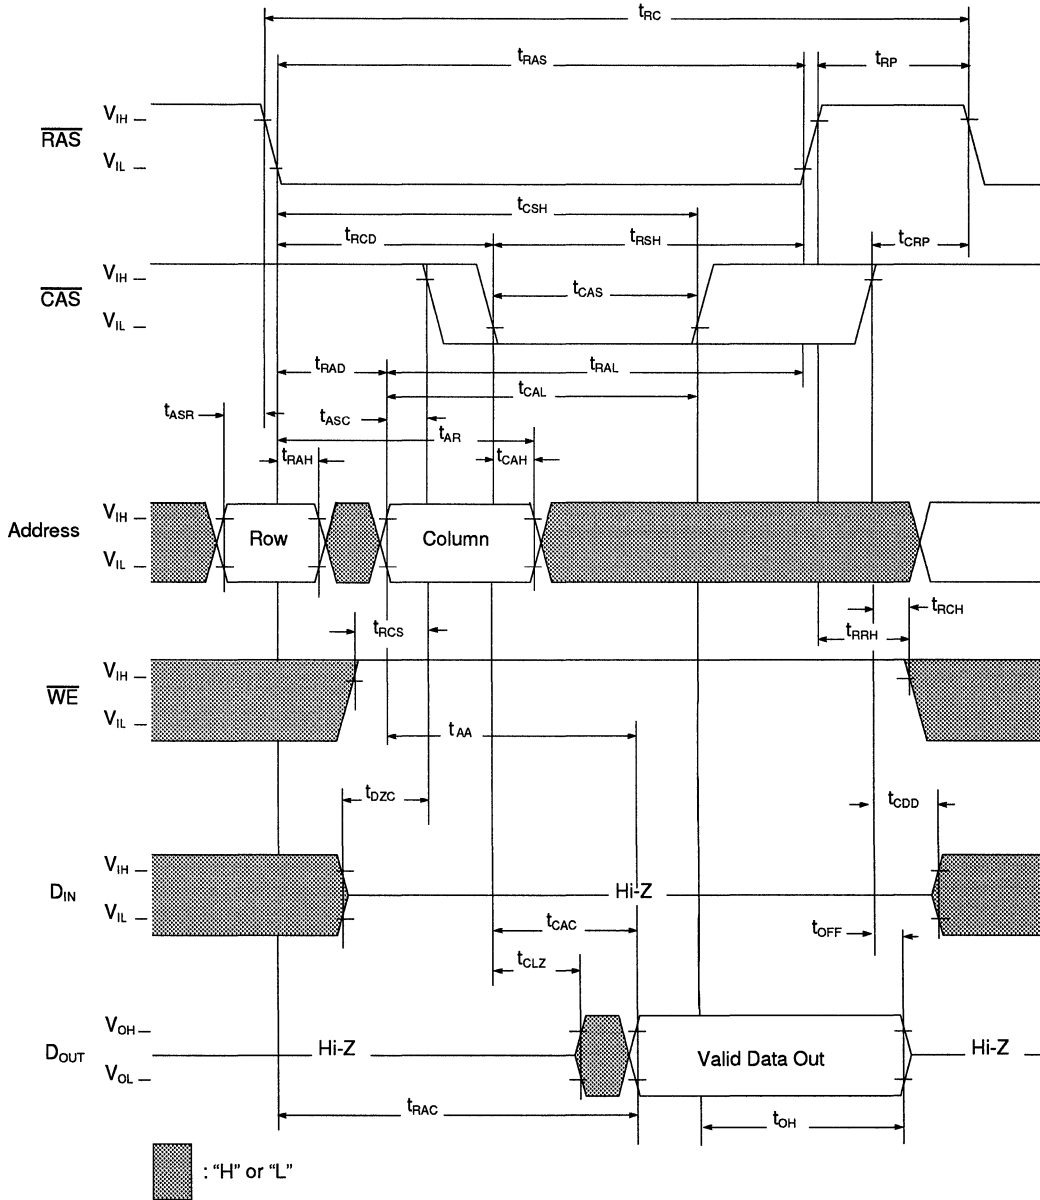 tRC
tRAS
tRP
VIH
RAS
VIL
tCSH
tRCD
tRSH
tCRP
VIH
CAS
tCAS
VIL
tRAD
tRAL
tCAL
tASR
tASC
tAR
tRAH
tCAH
VIH
Address
Row
Column
VIL
tRCH
tRCS
tRRH
VIH
WE
VIL
tAA
tDZC
tCDD
VIH
DIN
Hi-Z
VIL
tCAC
tOFF
tCLZ
VOH
DOUT
Hi-Z
Valid Data Out
Hi-Z
VOL
tRAC
tOH
: “H” or “L”